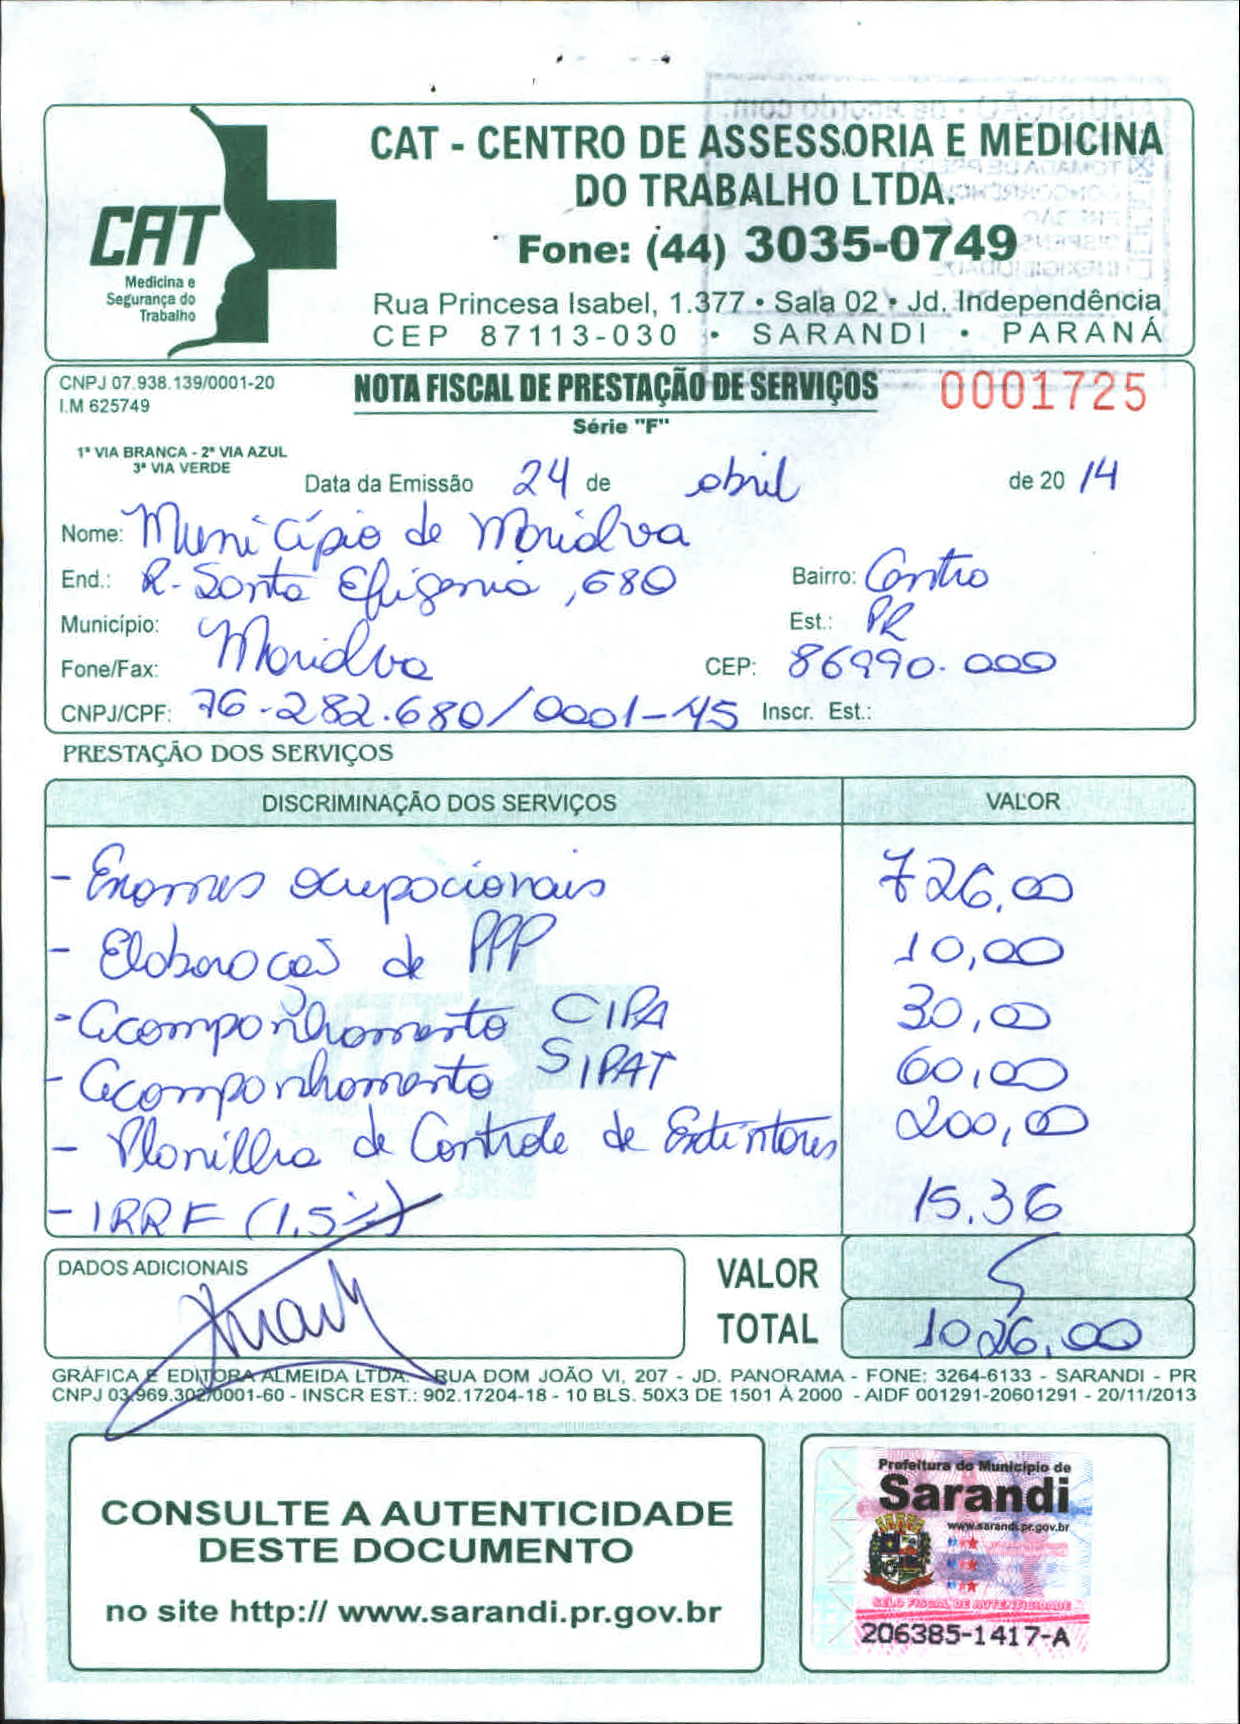 CAT - CENTRO DE ASSESSORIA E MEDICINA
DO TRABALHO LTDA.
Fone: (44) 3035-0749
Rua Princesa Isabel, 1.377 • Sala 02 • Jd. Independência
CEP 87113-030 • SARANDI • PARANÁ
CAT
Medicina e
Segurança do
Trabalho
CNPJ 07.938.139/0001-20
I.M 625749
NOTA FISCAL DE PRESTAÇÃO DE SERVIÇOS
0001725
Série "F"
1ª VIA BRANCA - 2ª VIA AZUL
3ª VIA VERDE
Data da Emissão 24 de abril de 20 14
Nome: Município de Marialva
End.: R. Santa Efigenia, 680 Bairro: Centro
Município: Marialva Est.: PR
Fone/Fax: CEP: 86990.000
CNPJ/CPF: 76.282.680/0001-45 Inscr. Est.:
PRESTAÇÃO DOS SERVIÇOS
DISCRIMINAÇÃO DOS SERVIÇOS VALOR
- Exames ocupacionais 726,00
- Elaboração de PPP 10,00
- Acompanhamento CIPA 30,00
- Acompanhamento SIPAT 60,00
- Planilha de Controle de Extintores 200,00
- IRRF (1.5%) 15.36
DADOS ADICIONAIS
VALOR
TOTAL 1026,00
GRÁFICA E EDITORA ALMEIDA LTDA. RUA DOM JOÃO VI, 207 - JD. PANORAMA - FONE: 3264-6133 - SARANDI - PR
CNPJ 03.969.302/0001-60 - INSCR EST.: 902.17204-18 - 10 BLS. 50X3 DE 1501 À 2000 - AIDF 001291-20601291 - 20/11/2013
CONSULTE A AUTENTICIDADE
DESTE DOCUMENTO
no site http:// www.sarandi.pr.gov.br
Prefeitura do Município de
Sarandi
www.sarandi.pr.gov.br
SELO FISCAL DE AUTENTICIDADE
206385-1417-A